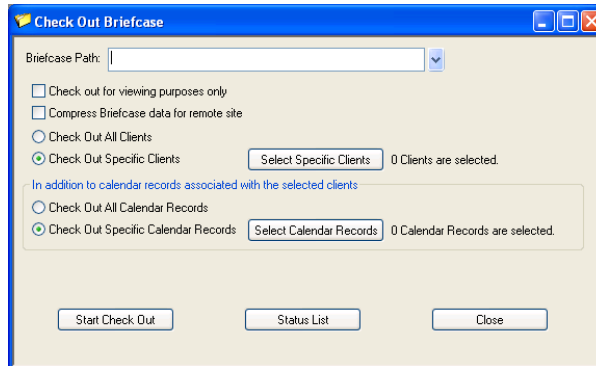 Check Out Briefcase
Briefcase Path:
Check out for viewing purposes only
Compress Briefcase data for remote site
Check Out All Clients
Check Out Specific Clients Select Specific Clients 0 Clients are selected.
In addition to calendar records associated with the selected clients
Check Out All Calendar Records
Check Out Specific Calendar Records Select Calendar Records 0 Calendar Records are selected.
Start Check Out Status List Close